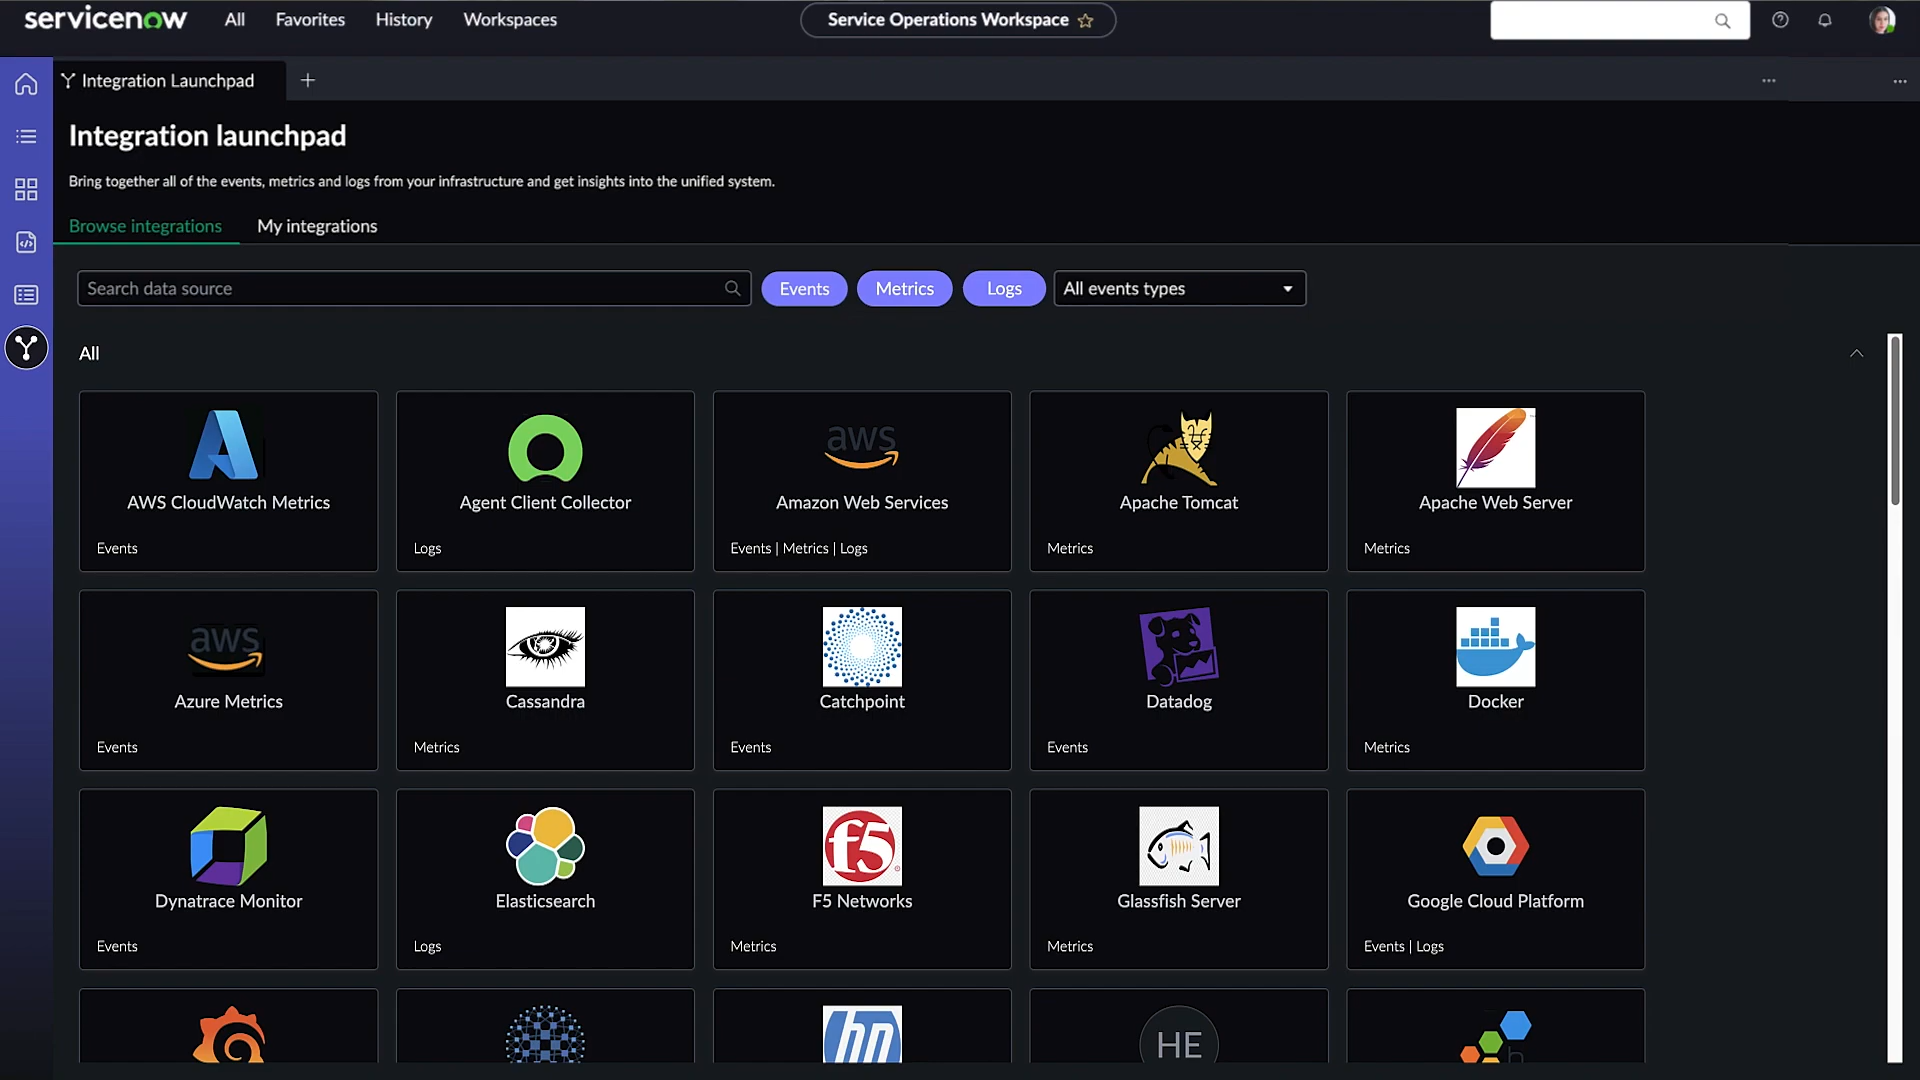 servicenow All Favorites History Workspaces Service Operations Workspace
Integration Launchpad
Integration launchpad
Bring together all of the events, metrics and logs from your infrastructure and get insights into the unified system.
Browse integrations My integrations
Search data source Events Metrics Logs All events types
All
aws
AWS CloudWatch Metrics Agent Client Collector Amazon Web Services Apache Tomcat Apache Web Server
Events Logs Events | Metrics | Logs Metrics Metrics
aws
Azure Metrics Cassandra Catchpoint Datadog Docker
Events Metrics Events Events Metrics
f5
Dynatrace Monitor Elasticsearch F5 Networks Glassfish Server Google Cloud Platform
Events Logs Metrics Metrics Events | Logs
hp HE h